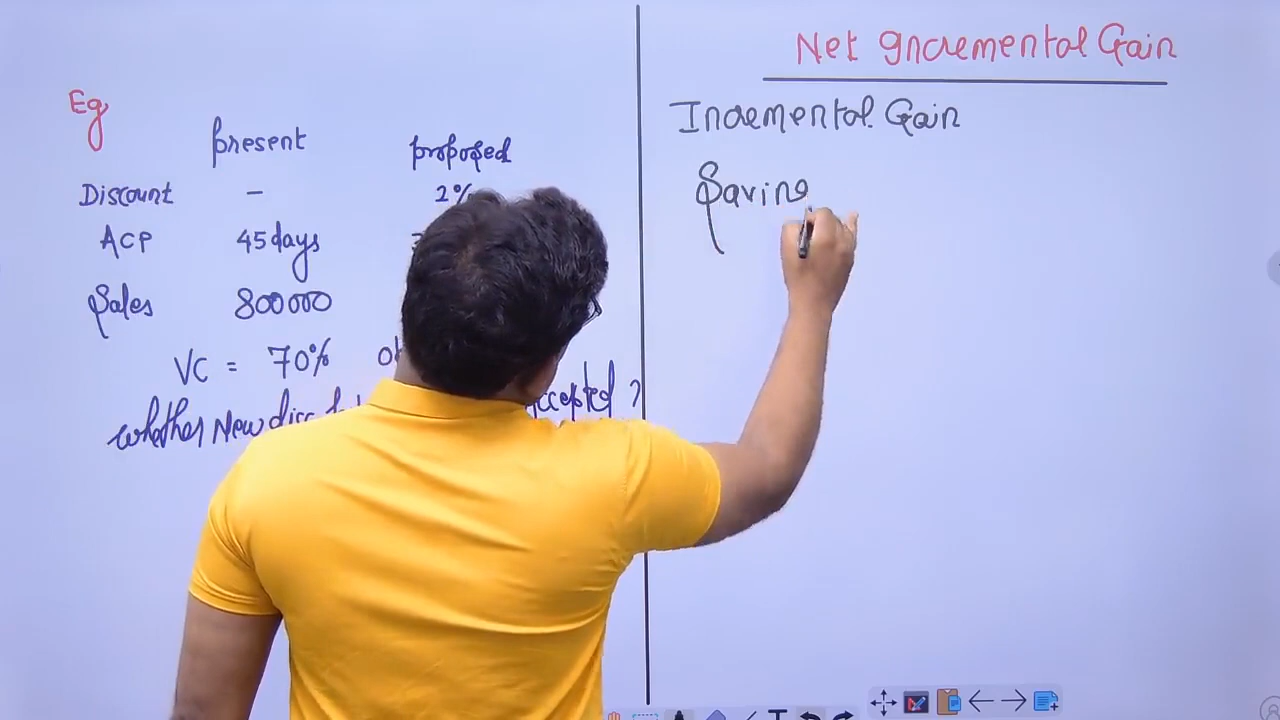 Net Incremental Gain
Eg
present proposed
Discount - 2%
ACP 45days
Sales 800000
VC = 70%
whether New accepted ?
Incremental Gain
Saving